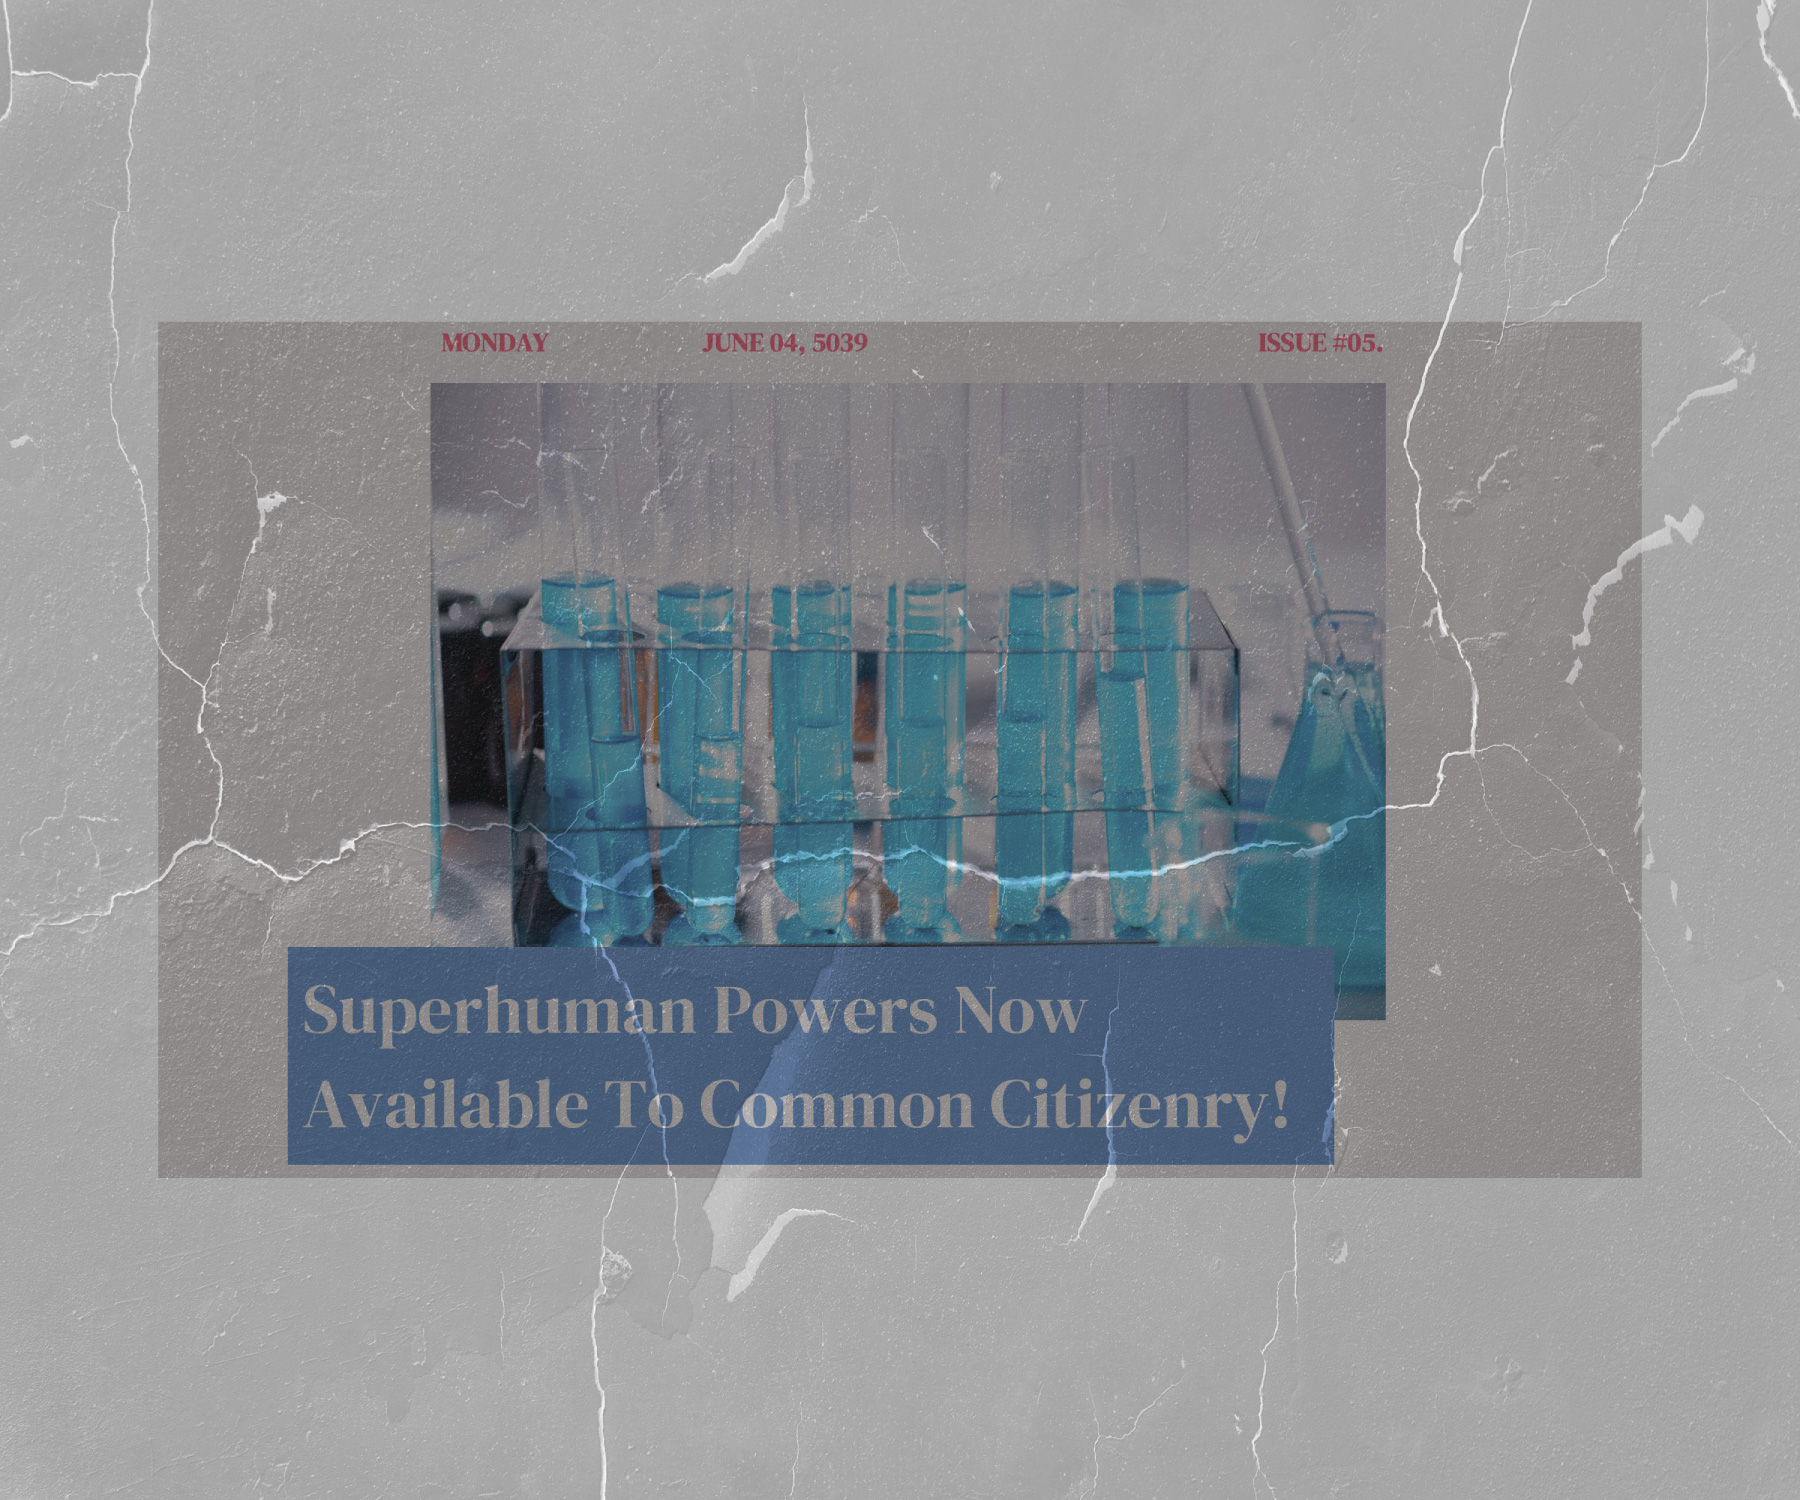 MONDAY JUNE 04, 5039 ISSUE #05.
Superhuman Powers Now
Available To Common Citizenry!